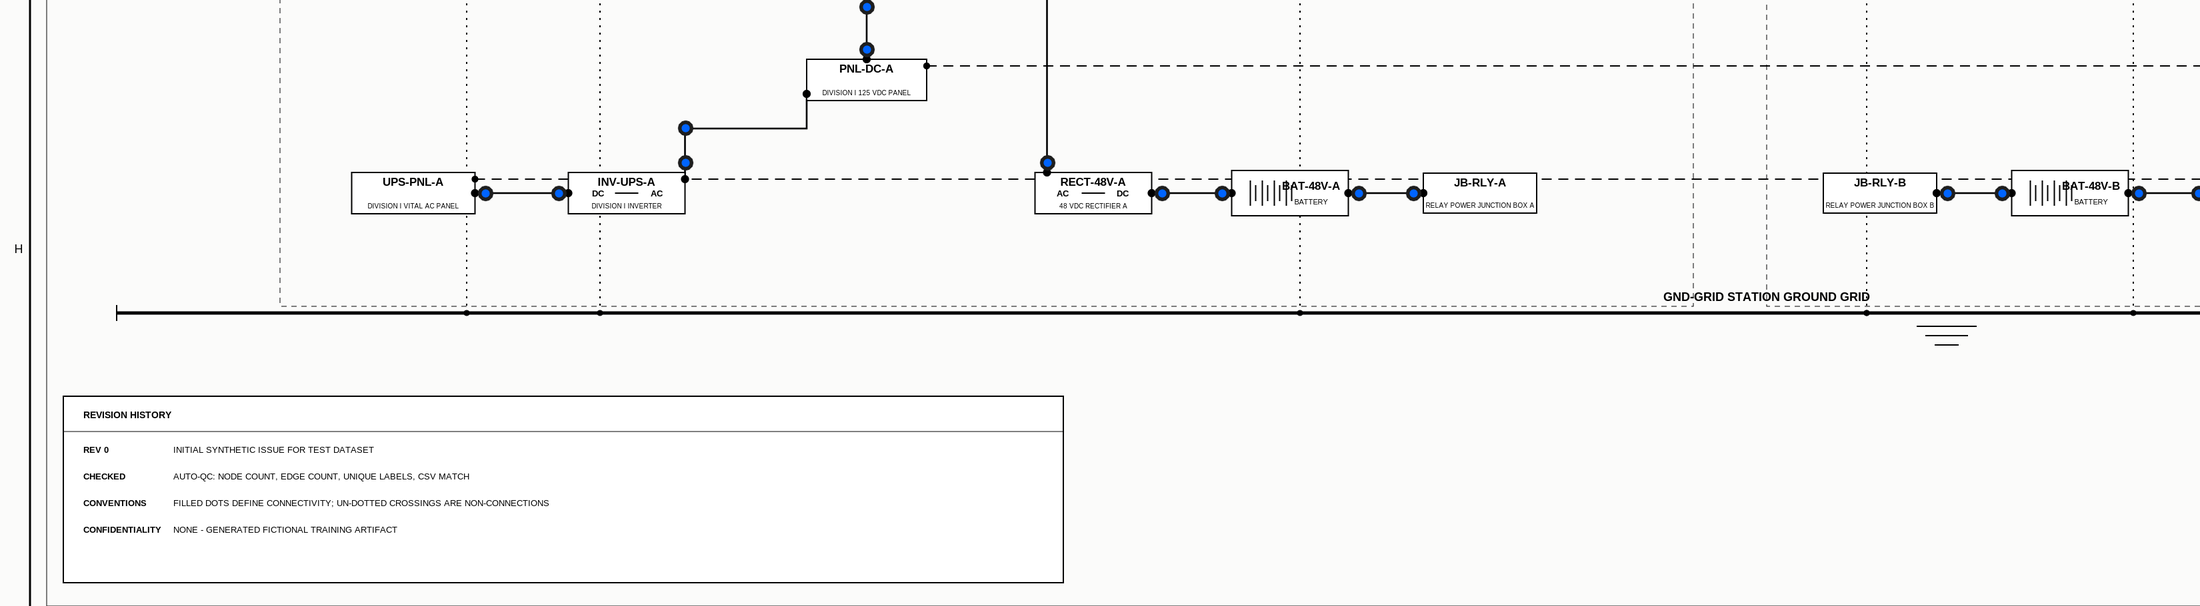 PNL-DC-A
DIVISION I 125 VDC PANEL
UPS-PNL-A
DIVISION I VITAL AC PANEL
INV-UPS-A
DC AC
DIVISION I INVERTER
RECT-48V-A
AC DC
48 VDC RECTIFIER A
BAT-48V-A
BATTERY
JB-RLY-A
RELAY POWER JUNCTION BOX A
JB-RLY-B
RELAY POWER JUNCTION BOX B
BAT-48V-B
BATTERY
H
GND-GRID STATION GROUND GRID
REVISION HISTORY
REV 0 INITIAL SYNTHETIC ISSUE FOR TEST DATASET
CHECKED AUTO-QC: NODE COUNT, EDGE COUNT, UNIQUE LABELS, CSV MATCH
CONVENTIONS FILLED DOTS DEFINE CONNECTIVITY; UN-DOTTED CROSSINGS ARE NON-CONNECTIONS
CONFIDENTIALITY NONE - GENERATED FICTIONAL TRAINING ARTIFACT